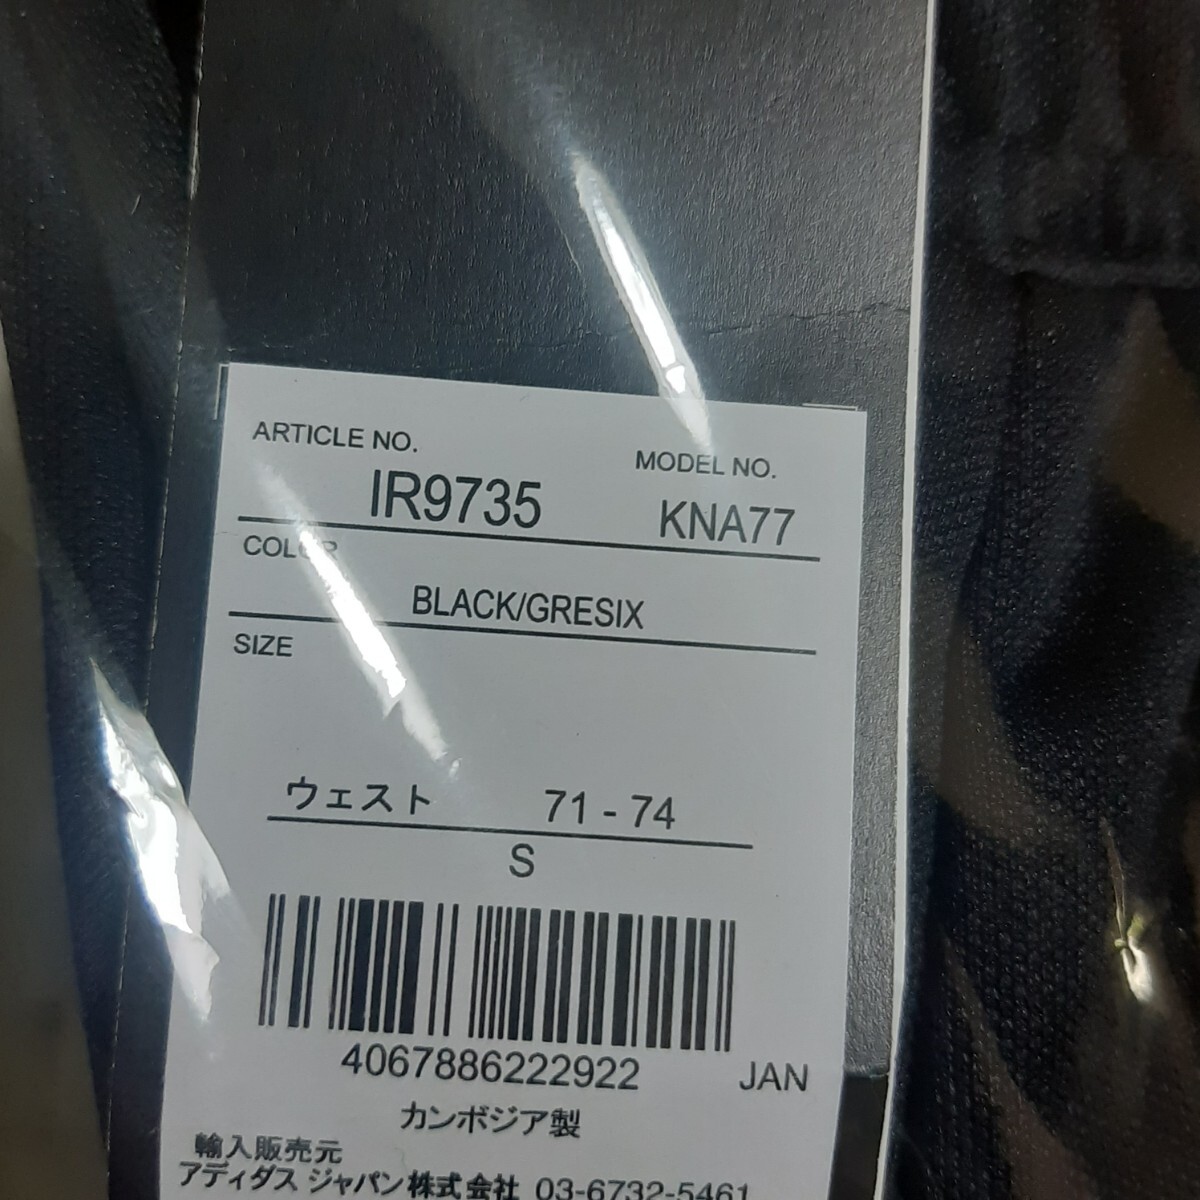 ARTICLE NO.
MODEL NO.
IR9735
KNA77
COLOR
BLACK/GRESIX
SIZE
ウェスト 71 - 74
S
4067886222922 JAN
カンボジア製
輸入販売元
アディダス ジャパン株式会社 03-6732-5461